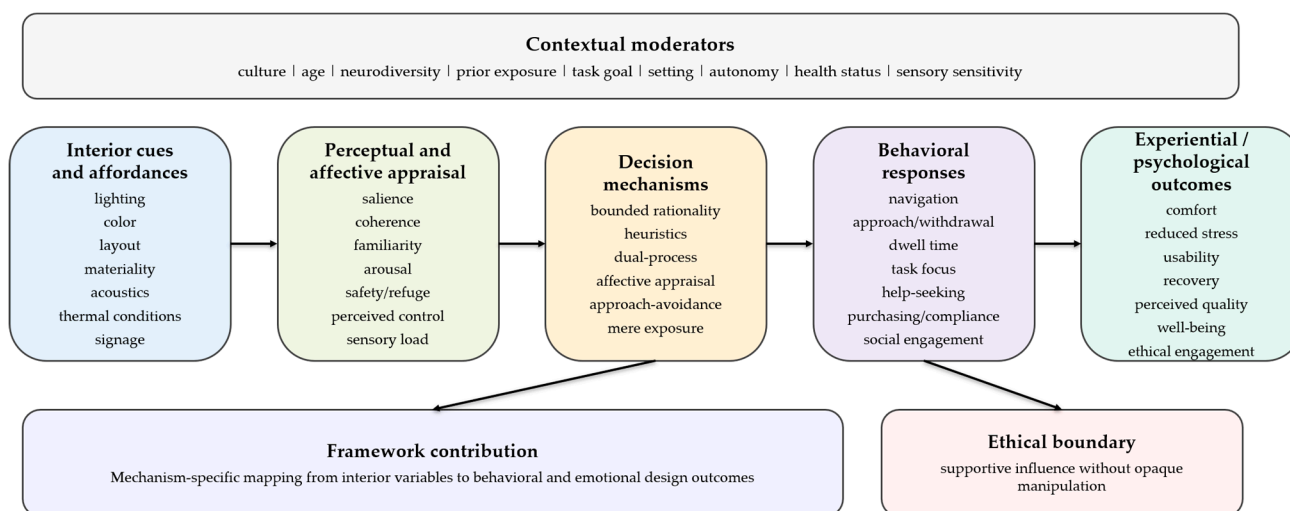 Contextual moderators
culture | age | neurodiversity | prior exposure | task goal | setting | autonomy | health status | sensory sensitivity
Interior cues
and affordances
lighting
color
layout
materiality
acoustics
thermal conditions
signage
Perceptual and
affective appraisal
salience
coherence
familiarity
arousal
safety/refuge
perceived control
sensory load
Decision
mechanisms
bounded rationality
heuristics
dual-process
affective appraisal
approach-avoidance
mere exposure
Behavioral
responses
navigation
approach/withdrawal
dwell time
task focus
help-seeking
purchasing/compliance
social engagement
Experiential /
psychological
outcomes
comfort
reduced stress
usability
recovery
perceived quality
well-being
ethical engagement
Framework contribution
Mechanism-specific mapping from interior variables to behavioral and emotional design outcomes
Ethical boundary
supportive influence without opaque
manipulation